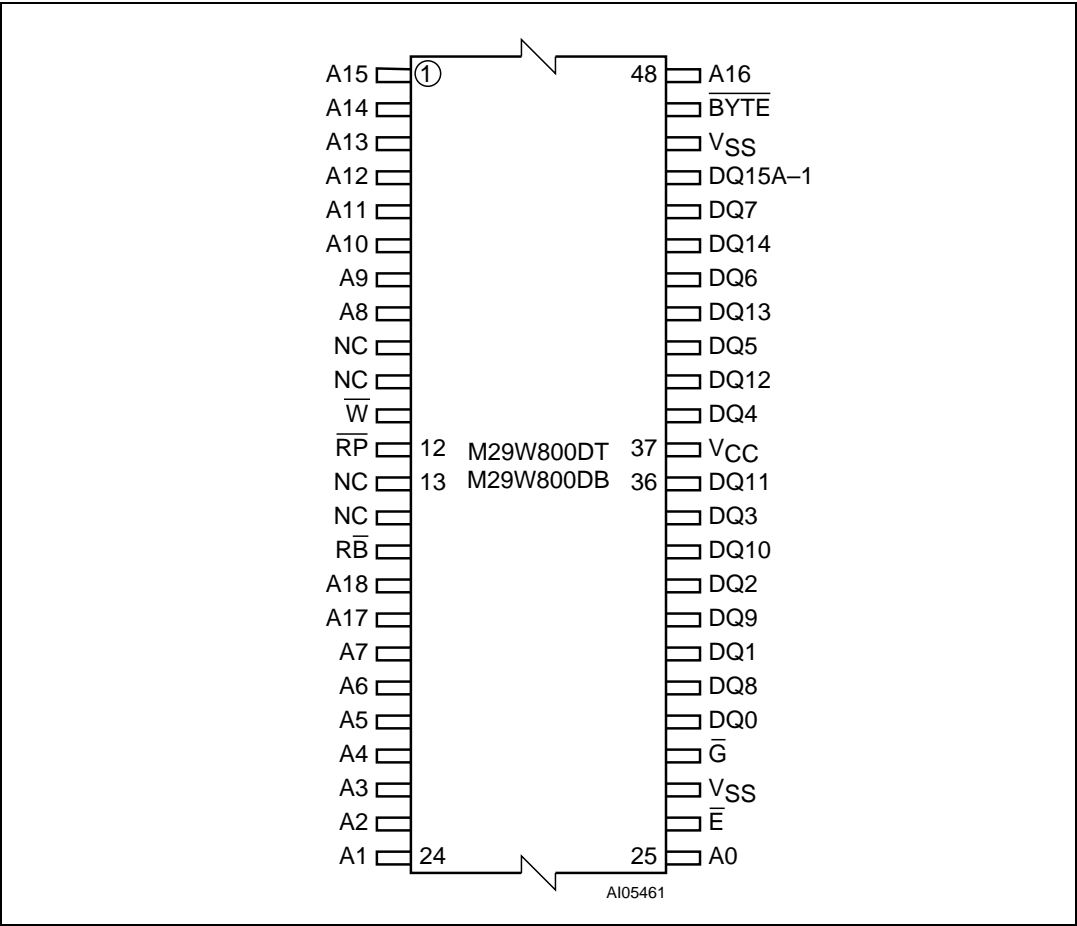 A15 1 48 A16
A14 B̅Y̅T̅E̅
A13 VSS
A12 DQ15A–1
A11 DQ7
A10 DQ14
A9 DQ6
A8 DQ13
NC DQ5
NC DQ12
W̅ DQ4
R̅P̅ 12 M29W800DT 37 VCC
NC 13 M29W800DB 36 DQ11
NC DQ3
RB̅ DQ10
A18 DQ2
A17 DQ9
A7 DQ1
A6 DQ8
A5 DQ0
A4 G̅
A3 VSS
A2 E̅
A1 24 25 A0
AI05461